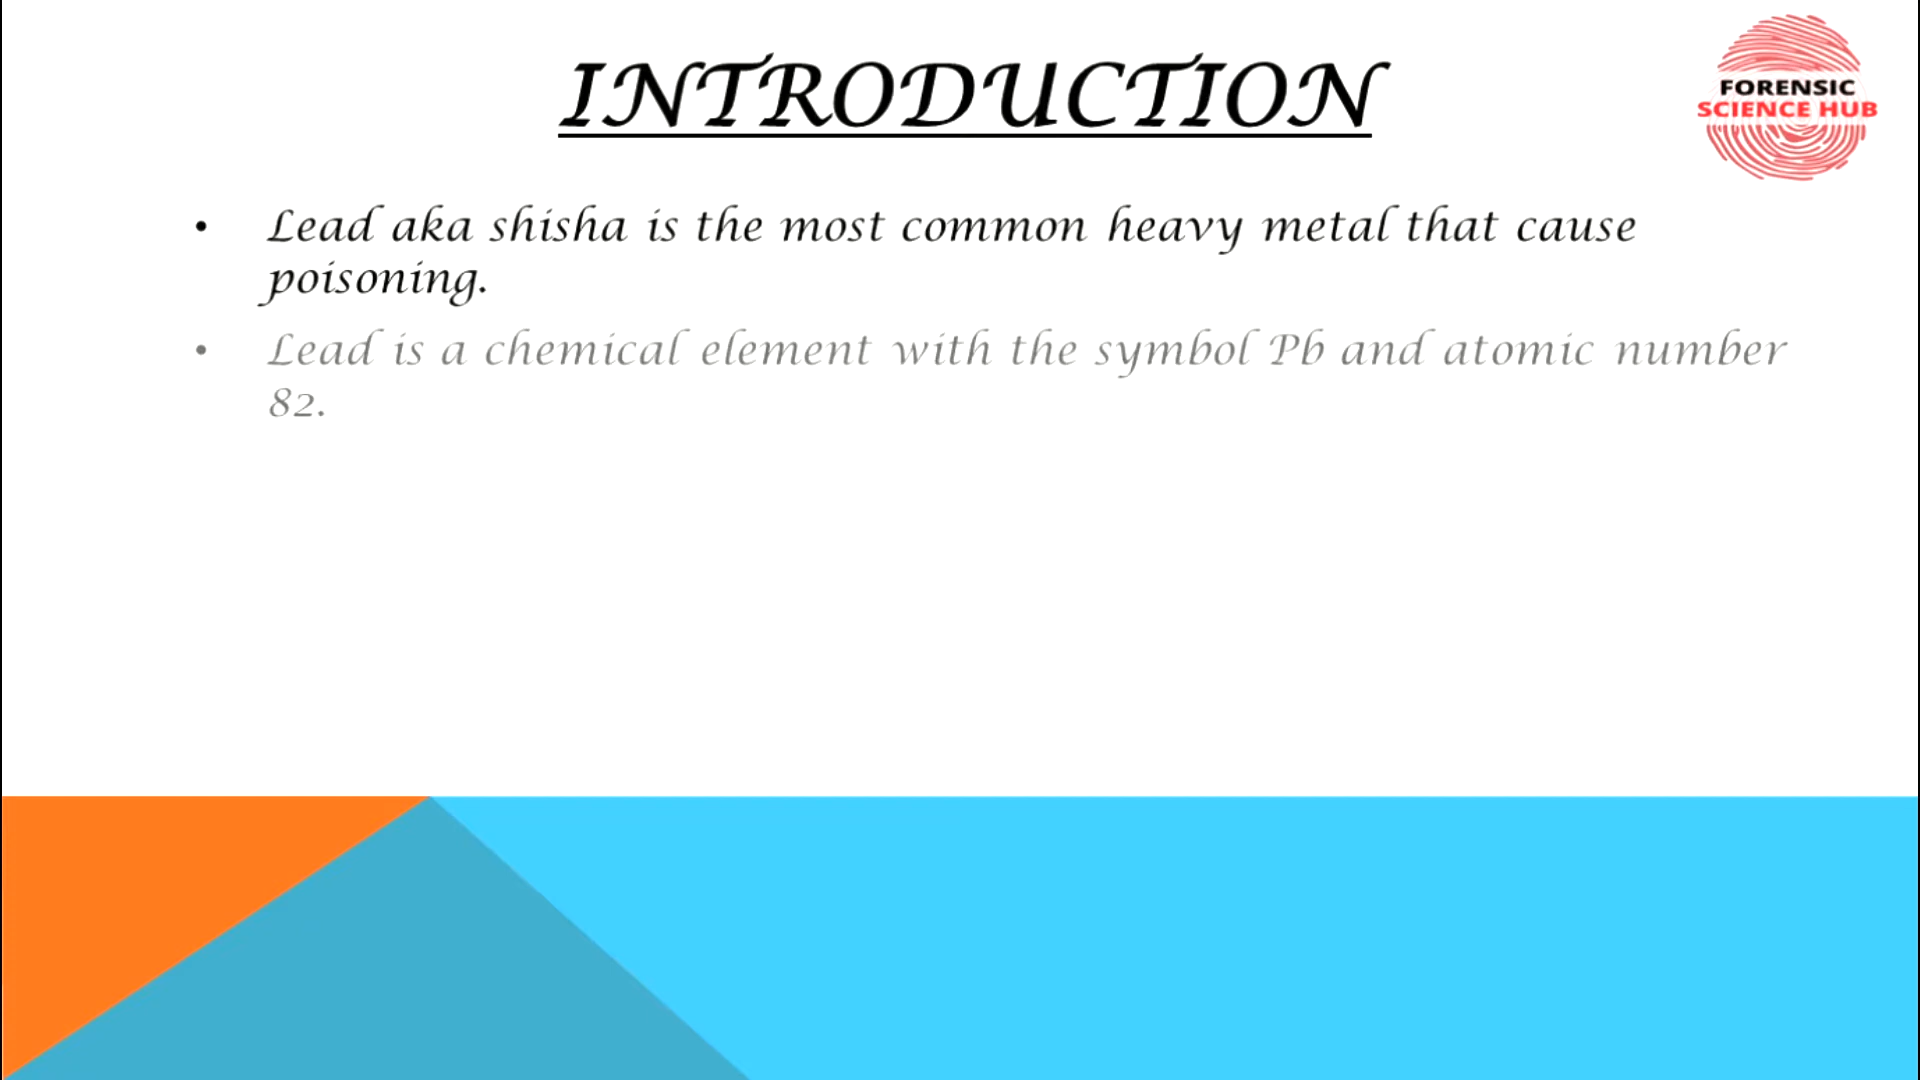 INTRODUCTION
FORENSIC
SCIENCE HUB
• Lead aka shisha is the most common heavy metal that cause
poisoning.
• Lead is a chemical element with the symbol Pb and atomic number
82.